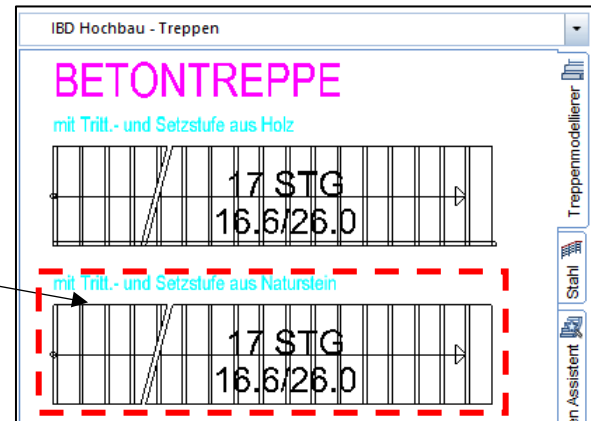 IBD Hochbau - Treppen
BETONTREPPE
mit Tritt.- und Setzstufe aus Holz
17 STG
16.6/26.0
mit Tritt.- und Setzstufe aus Naturstein
17 STG
16.6/26.0
Treppenmodellierer
Stahl
Assistent